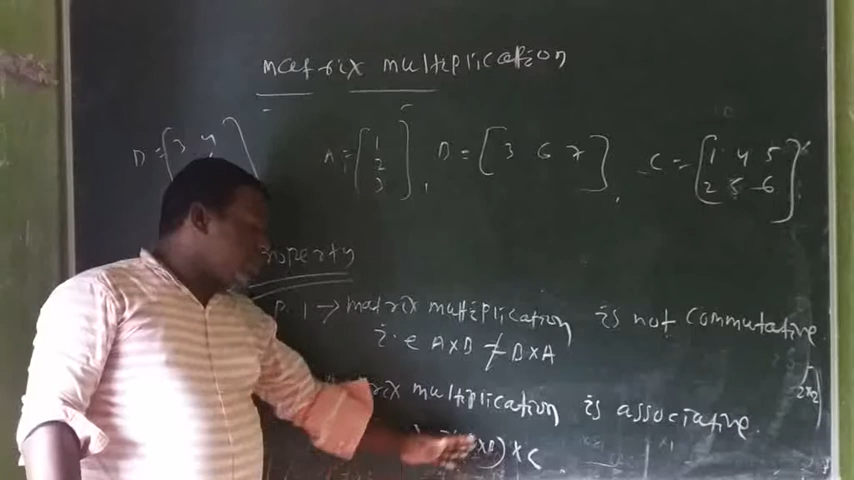 matrix multiplication
D = [3 4 A = [1 2 3], B = [3 6 7], C = [1 4 5
2 5 6]
Property
P. 1 → matrix multiplication is not commutative
i.e A×B ≠ B×A
multiplication is associative
×B)×C